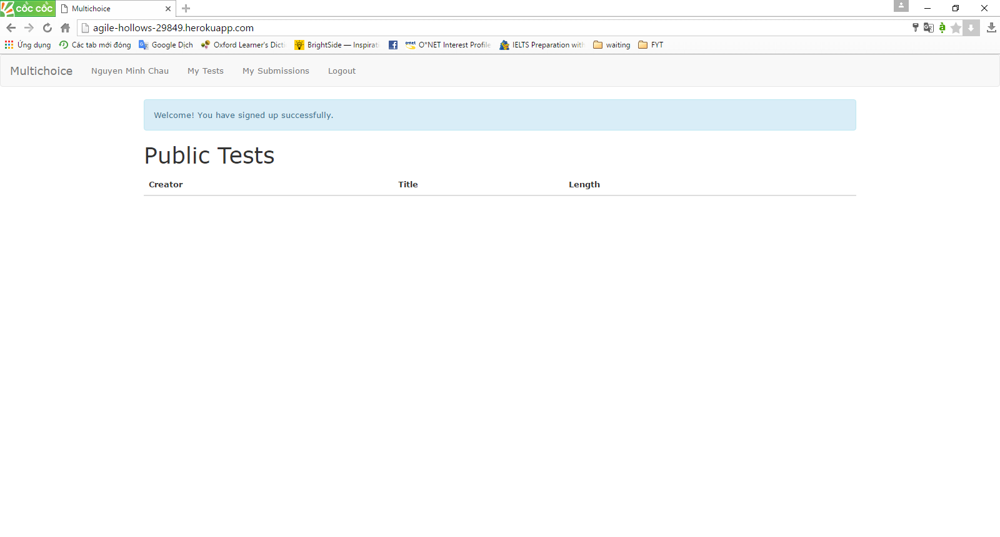 cốc cốc Multichoice
agile-hollows-29849.herokuapp.com
Ứng dụng Các tab mới đóng Google Dịch Oxford Learner's Dicti BrightSide — Inspirati O*NET Interest Profile IELTS Preparation with waiting FYT
Multichoice Nguyen Minh Chau My Tests My Submissions Logout
Welcome! You have signed up successfully.
Public Tests
Creator Title Length